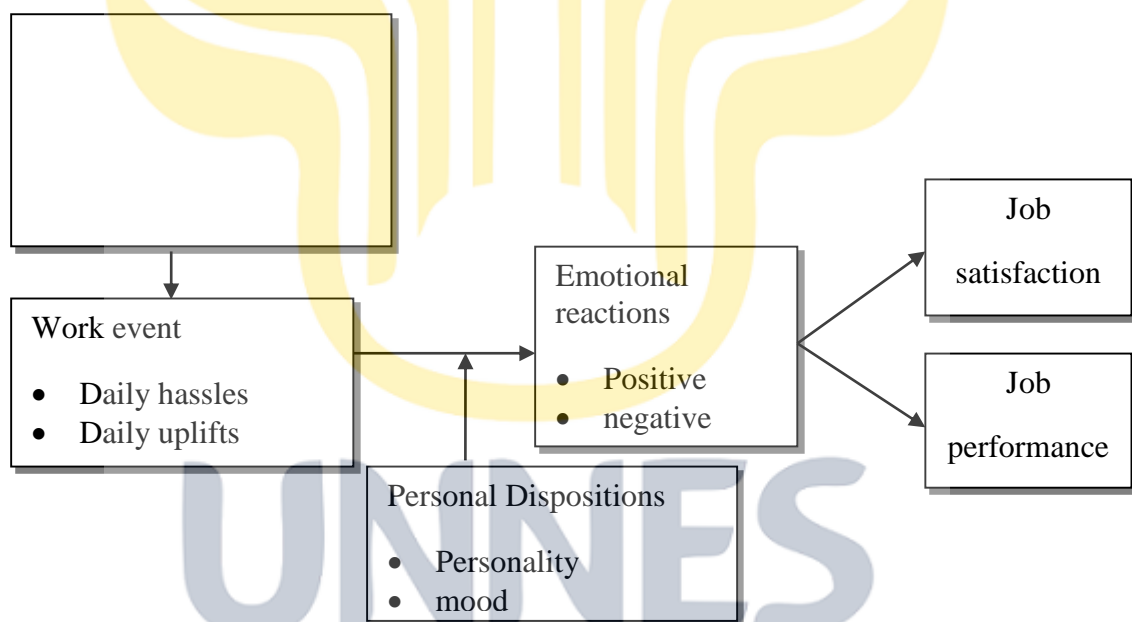 Job
satisfaction
Emotional
reactions
• Positive
• negative
Work event
• Daily hassles
• Daily uplifts
Job
performance
Personal Dispositions
• Personality
• mood
UNNES